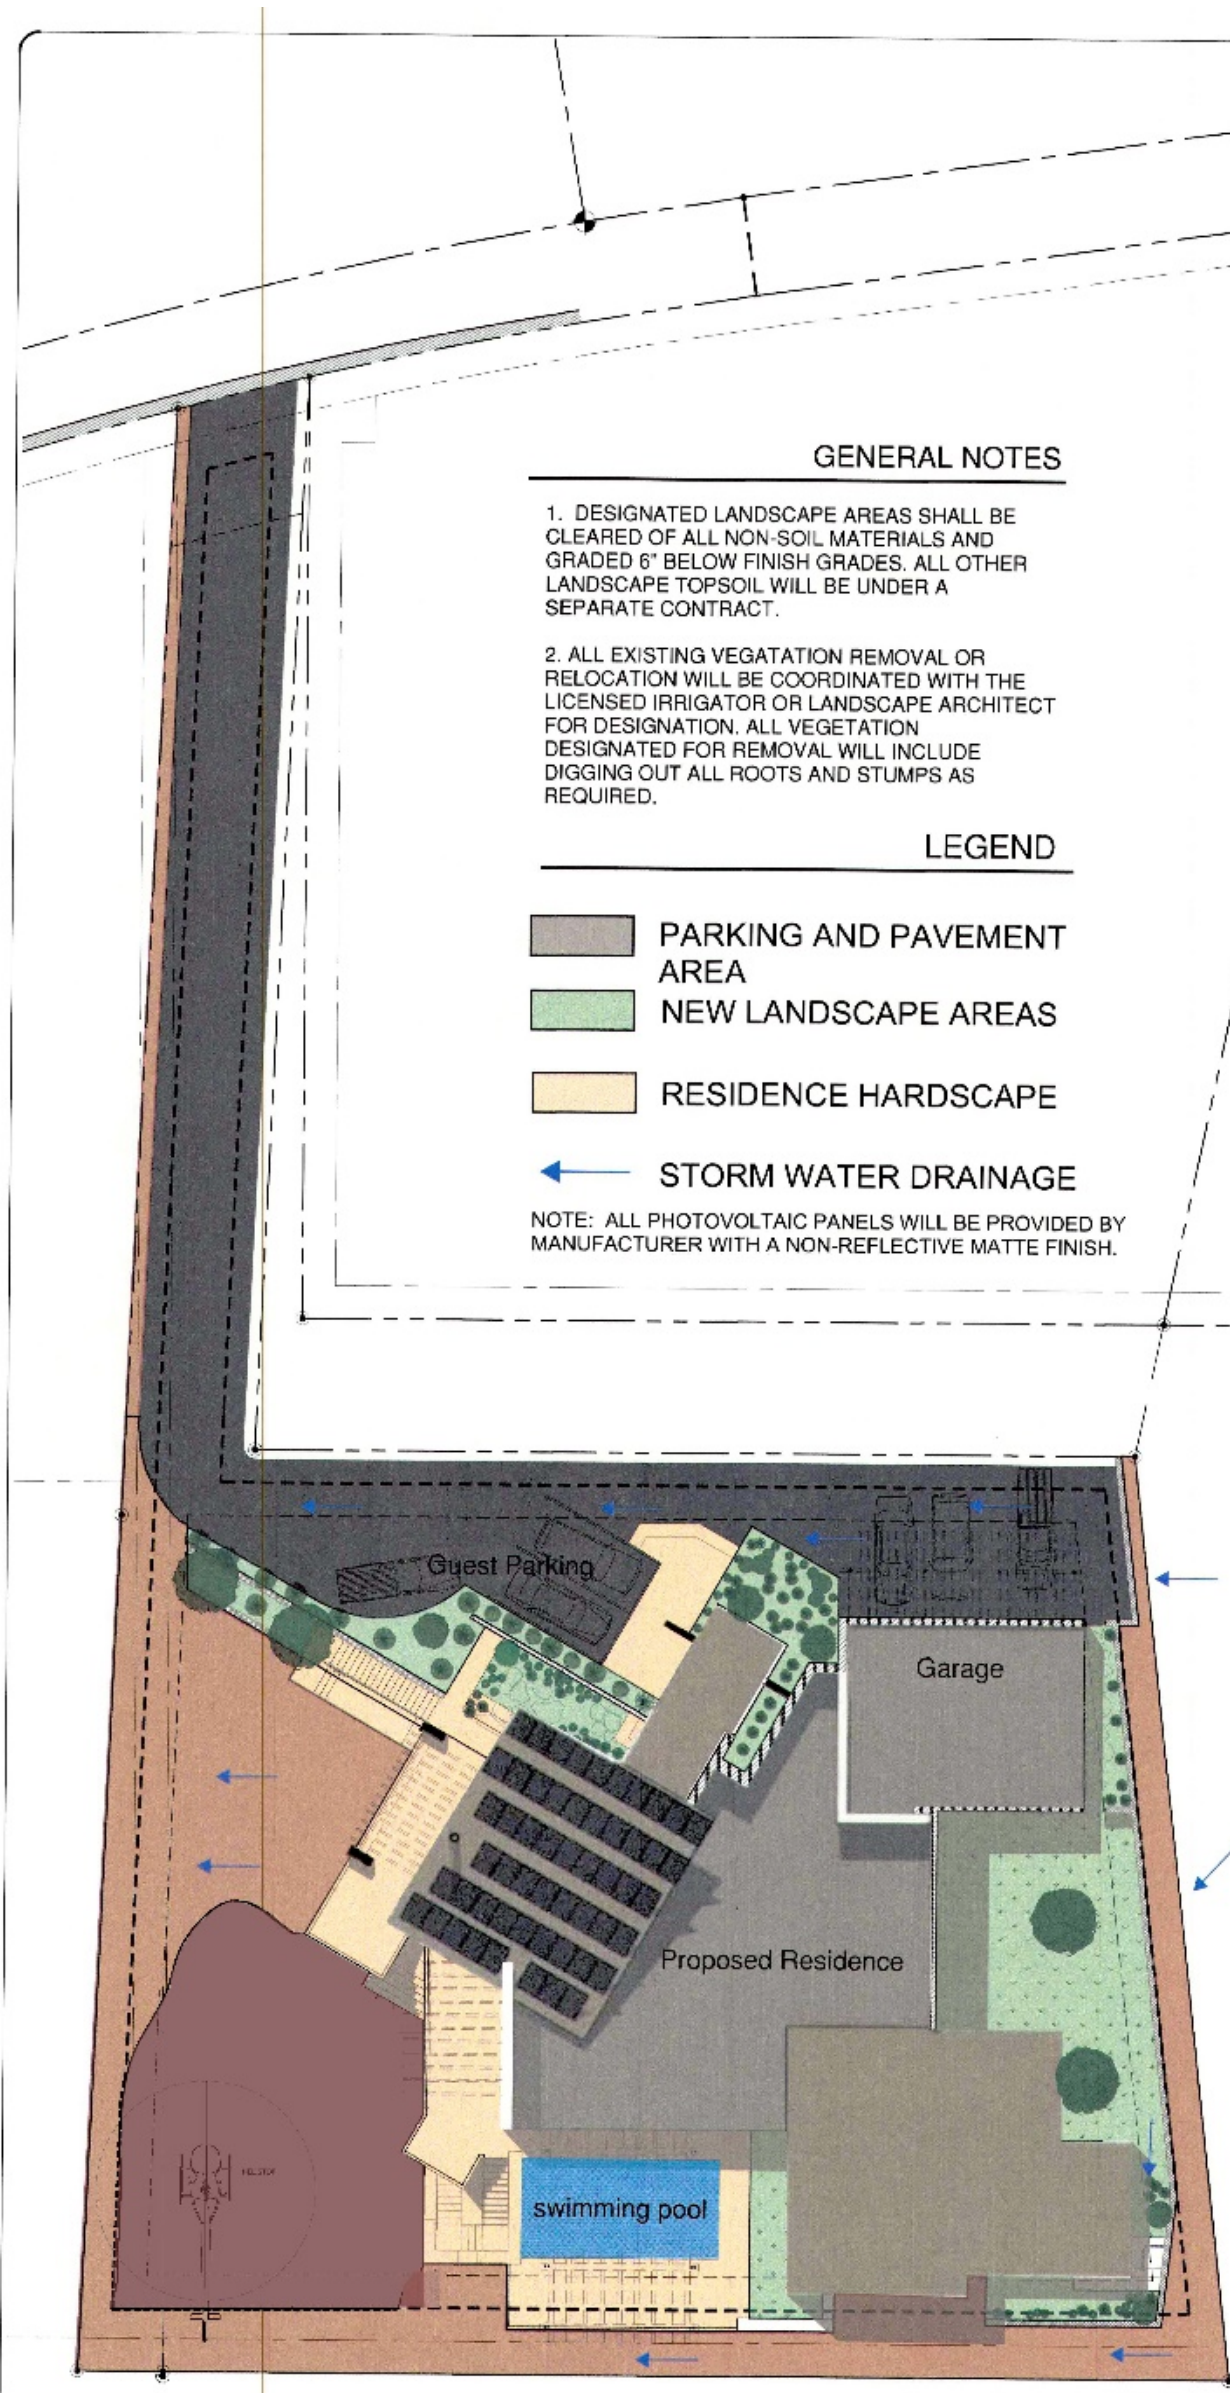 GENERAL NOTES
1. DESIGNATED LANDSCAPE AREAS SHALL BE
CLEARED OF ALL NON-SOIL MATERIALS AND
GRADED 6" BELOW FINISH GRADES. ALL OTHER
LANDSCAPE TOPSOIL WILL BE UNDER A
SEPARATE CONTRACT.
2. ALL EXISTING VEGATATION REMOVAL OR
RELOCATION WILL BE COORDINATED WITH THE
LICENSED IRRIGATOR OR LANDSCAPE ARCHITECT
FOR DESIGNATION. ALL VEGETATION
DESIGNATED FOR REMOVAL WILL INCLUDE
DIGGING OUT ALL ROOTS AND STUMPS AS
REQUIRED.
LEGEND
PARKING AND PAVEMENT
AREA
NEW LANDSCAPE AREAS
RESIDENCE HARDSCAPE
STORM WATER DRAINAGE
NOTE: ALL PHOTOVOLTAIC PANELS WILL BE PROVIDED BY
MANUFACTURER WITH A NON-REFLECTIVE MATTE FINISH.
Guest Parking
Garage
Proposed Residence
swimming pool